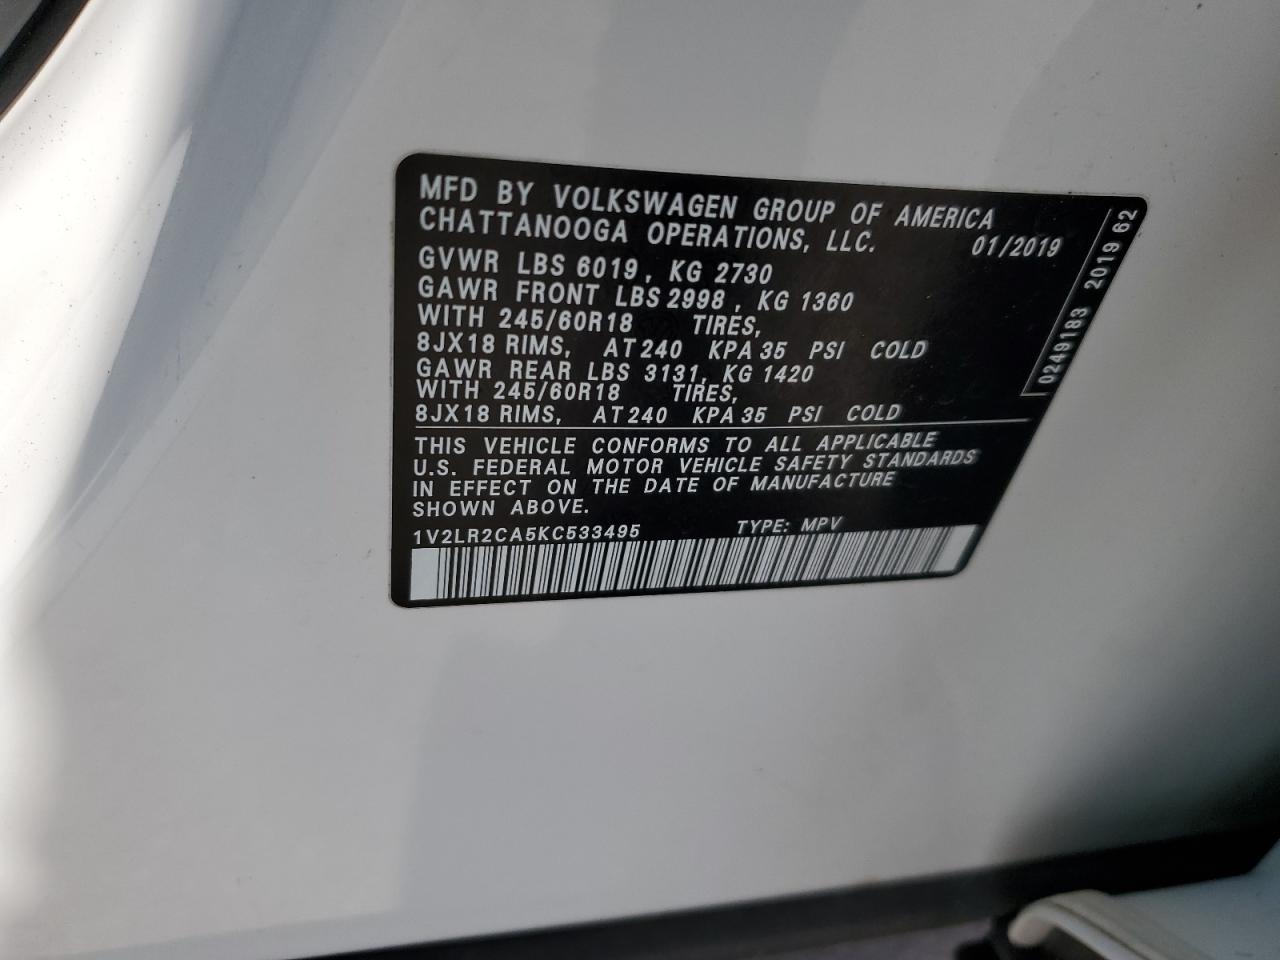 MFD BY VOLKSWAGEN GROUP OF AMERICA
CHATTANOOGA OPERATIONS, LLC. 01/2019
GVWR LBS 6019, KG 2730
GAWR FRONT LBS 2998, KG 1360
WITH 245/60R18 TIRES,
8JX18 RIMS, AT 240 KPA 35 PSI COLD
GAWR REAR LBS 3131, KG 1420
WITH 245/60R18 TIRES,
8JX18 RIMS, AT 240 KPA 35 PSI COLD
THIS VEHICLE CONFORMS TO ALL APPLICABLE
U.S. FEDERAL MOTOR VEHICLE SAFETY STANDARDS
IN EFFECT ON THE DATE OF MANUFACTURE
SHOWN ABOVE.
1V2LR2CA5KC533495 TYPE: MPV
0249183 2019 62